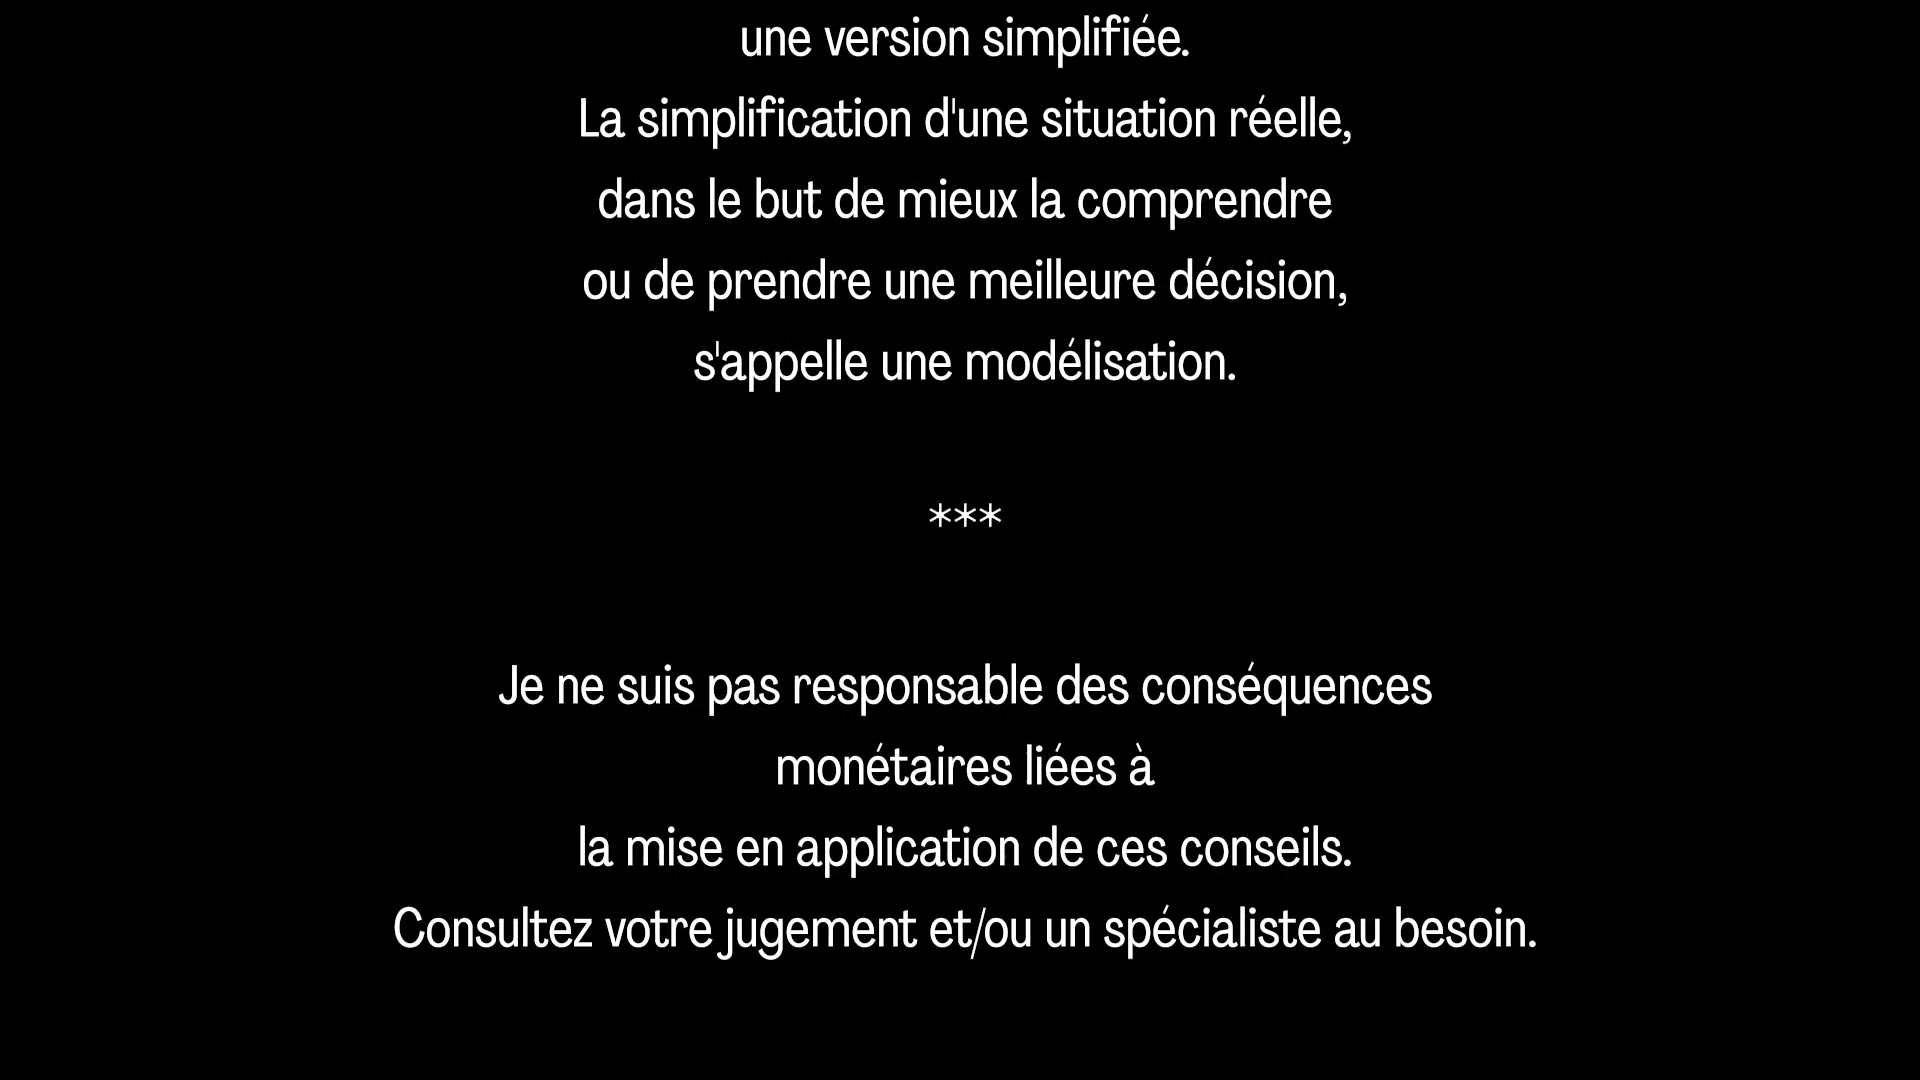 une version simplifiée.
La simplification d'une situation réelle,
dans le but de mieux la comprendre
ou de prendre une meilleure décision,
s'appelle une modélisation.
***
Je ne suis pas responsable des conséquences
monétaires liées à
la mise en application de ces conseils.
Consultez votre jugement et/ou un spécialiste au besoin.